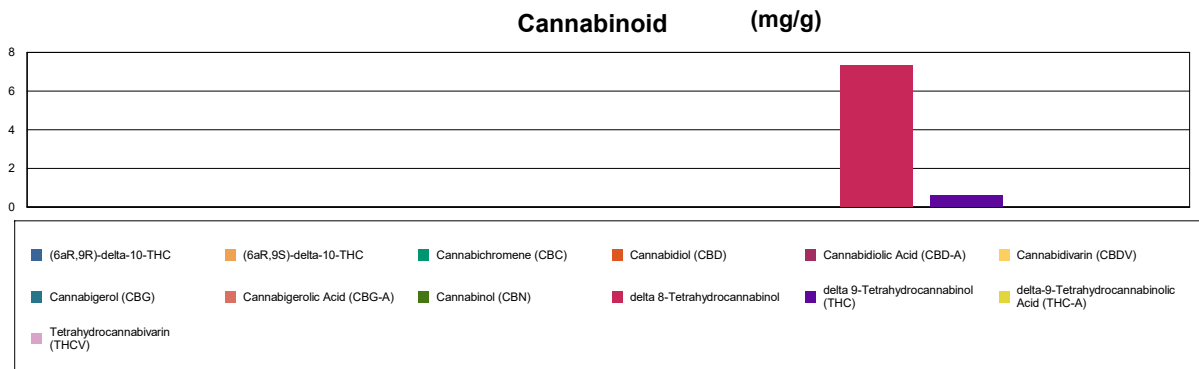 Cannabinoid (mg/g)
8
6
4
2
0
(6aR,9R)-delta-10-THC (6aR,9S)-delta-10-THC Cannabichromene (CBC) Cannabidiol (CBD) Cannabidiolic Acid (CBD-A) Cannabidivarin (CBDV)
Cannabigerol (CBG) Cannabigerolic Acid (CBG-A) Cannabinol (CBN) delta 8-Tetrahydrocannabinol delta 9-Tetrahydrocannabinol delta-9-Tetrahydrocannabinolic
(THC) Acid (THC-A)
Tetrahydrocannabivarin
(THCV)